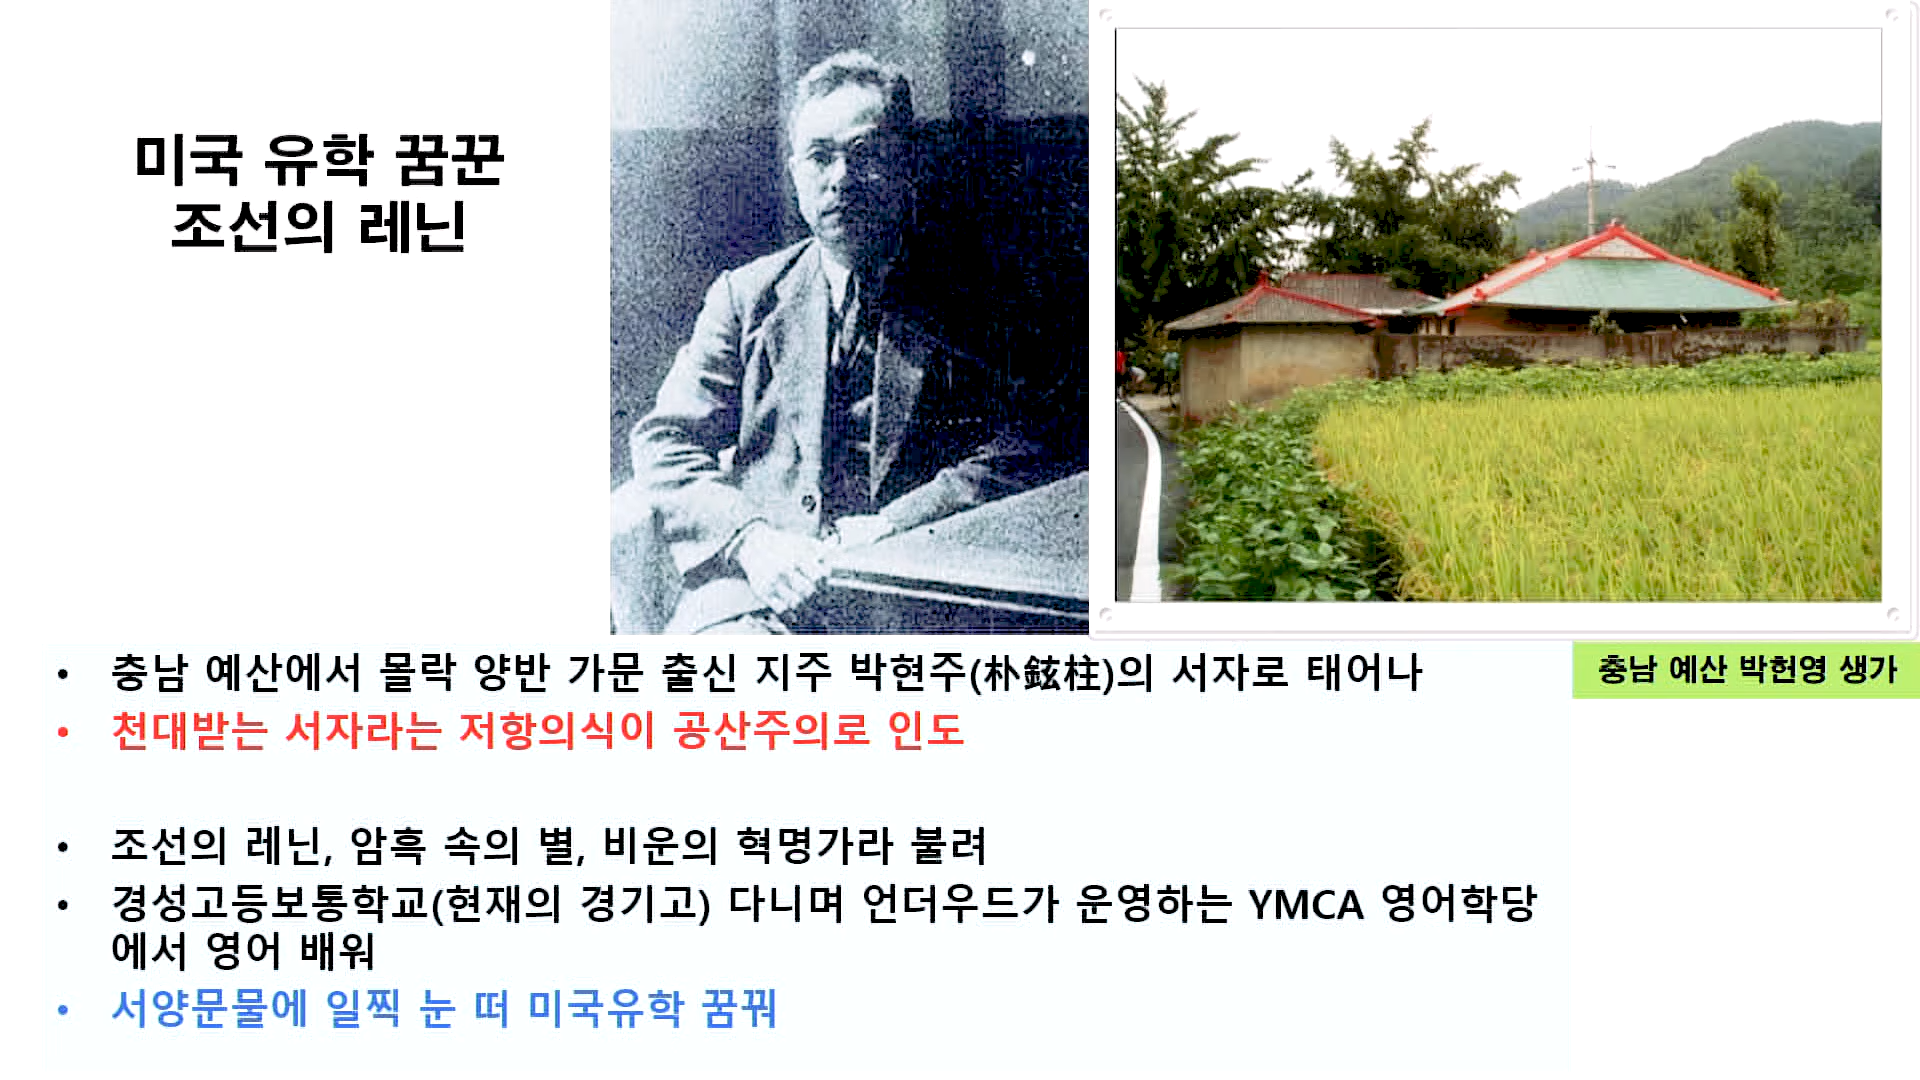 미국 유학 꿈꾼
조선의 레닌
• 충남 예산에서 몰락 양반 가문 출신 지주 박현주(朴鉉柱)의 서자로 태어나
충남 예산 박헌영 생가
• 천대받는 서자라는 저항의식이 공산주의로 인도
• 조선의 레닌, 암흑 속의 별, 비운의 혁명가라 불려
• 경성고등보통학교(현재의 경기고) 다니며 언더우드가 운영하는 YMCA 영어학당
에서 영어 배워
• 서양문물에 일찍 눈 떠 미국유학 꿈꿔